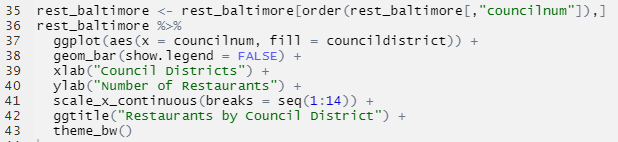 35 rest_baltimore <- rest_baltimore[order(rest_baltimore[,"councilnum"]),]
36 rest_baltimore %>%
37   ggplot(aes(x = councilnum, fill = councildistrict)) +
38   geom_bar(show.legend = FALSE) +
39   xlab("Council Districts") +
40   ylab("Number of Restaurants") +
41   scale_x_continuous(breaks = seq(1:14)) +
42   ggtitle("Restaurants by Council District") +
43   theme_bw()